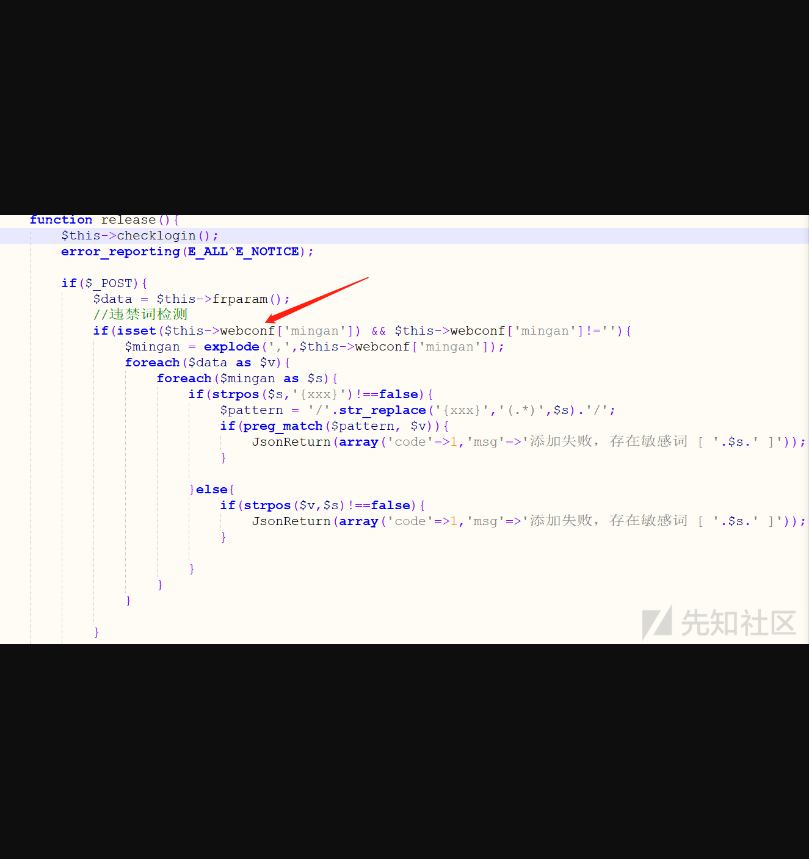 function release(){
$this->checklogin();
error_reporting(E_ALL^E_NOTICE);
if($_POST){
$data = $this->frparam();
//违禁词检测
if(isset($this->webconf['mingan']) && $this->webconf['mingan']!=''){
$mingan = explode(',',$this->webconf['mingan']);
foreach($data as $v){
foreach($mingan as $s){
if(strpos($s,'{xxx}')!==false){
$pattern = '/'.str_replace('{xxx}','(.*)',$s).'/';
if(preg_match($pattern, $v)){
JsonReturn(array('code'=>1,'msg'=>'添加失败，存在敏感词 [ '.$s.' ]'));
}
}else{
if(strpos($v,$s)!==false){
JsonReturn(array('code'=>1,'msg'=>'添加失败，存在敏感词 [ '.$s.' ]'));
}
}
}
}
}
先知社区